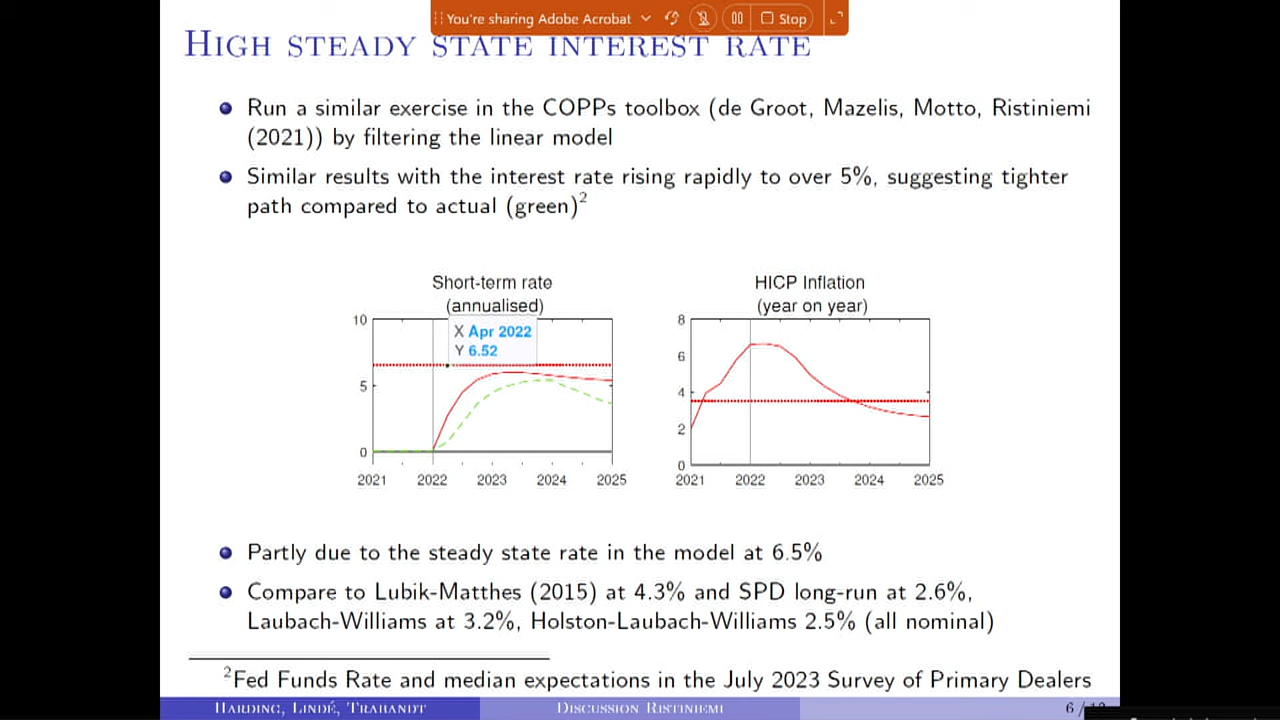 You're sharing Adobe Acrobat Stop
HIGH STEADY STATE INTEREST RATE
Run a similar exercise in the COPPs toolbox (de Groot, Mazelis, Motto, Ristiniemi
(2021)) by filtering the linear model
Similar results with the interest rate rising rapidly to over 5%, suggesting tighter
path compared to actual (green)2
Short-term rate
(annualised)
X Apr 2022
Y 6.52
10
5
0
2021 2022 2023 2024 2025
HICP Inflation
(year on year)
8
6
4
2
0
2021 2022 2023 2024 2025
Partly due to the steady state rate in the model at 6.5%
Compare to Lubik-Matthes (2015) at 4.3% and SPD long-run at 2.6%,
Laubach-Williams at 3.2%, Holston-Laubach-Williams 2.5% (all nominal)
2Fed Funds Rate and median expectations in the July 2023 Survey of Primary Dealers
HARDING, LINDÉ, TRABANDT DISCUSSION RISTINIEMI 6 /